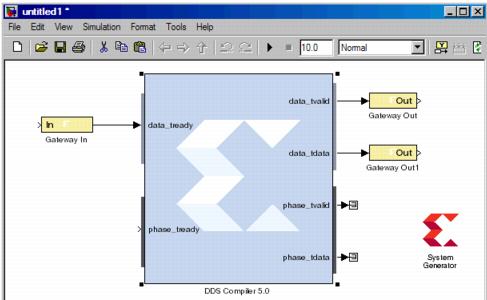 untitled1 *
File Edit View Simulation Format Tools Help
10.0 Normal
data_tvalid
Out
Gateway Out
In
data_tready
Gateway In
data_tdata
Out
Gateway Out1
phase_tvalid
phase_tready
phase_tdata
System
Generator
DDS Compiler 5.0